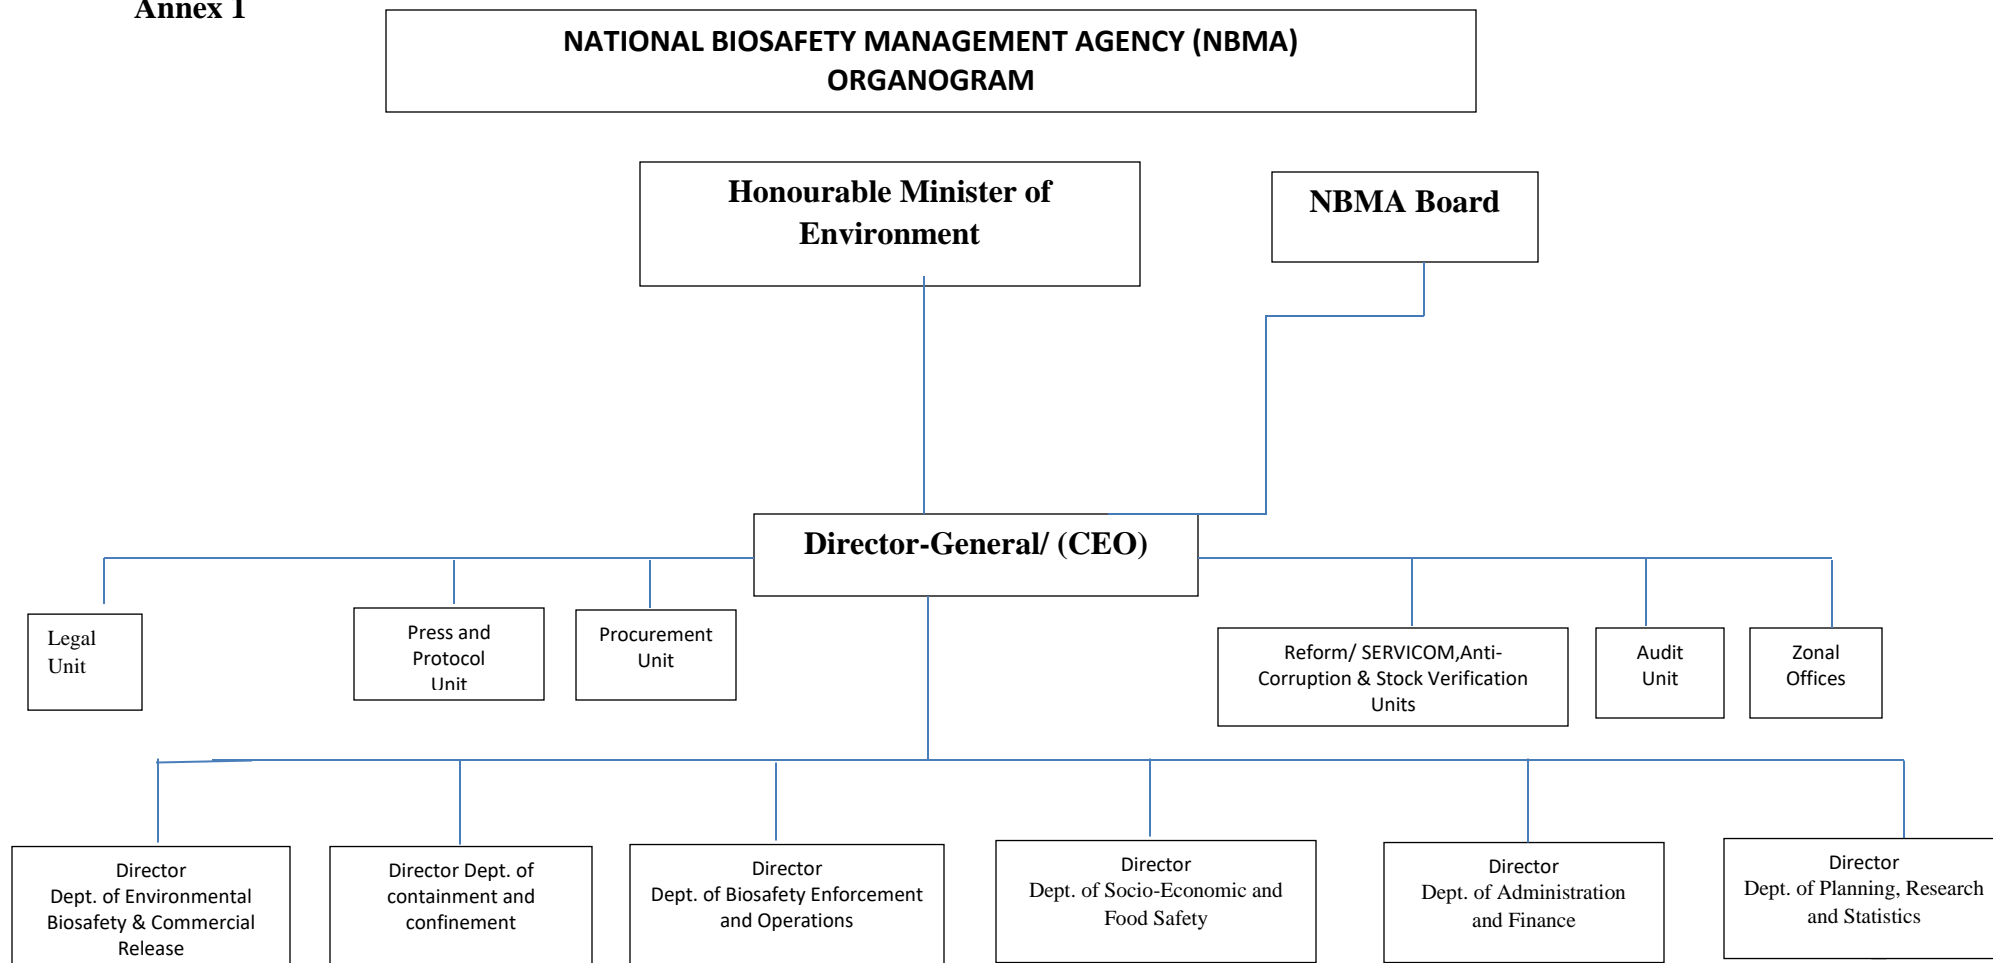 Annex 1
NATIONAL BIOSAFETY MANAGEMENT AGENCY (NBMA)
ORGANOGRAM
Honourable Minister of
Environment
NBMA Board
Director-General/ (CEO)
Legal
Unit
Press and
Protocol
Unit
Procurement
Unit
Reform/ SERVICOM,Anti-
Corruption & Stock Verification
Units
Audit
Unit
Zonal
Offices
Director
Dept. of Environmental
Biosafety & Commercial
Release
Director Dept. of
containment and
confinement
Director
Dept. of Biosafety Enforcement
and Operations
Director
Dept. of Socio-Economic and
Food Safety
Director
Dept. of Administration
and Finance
Director
Dept. of Planning, Research
and Statistics